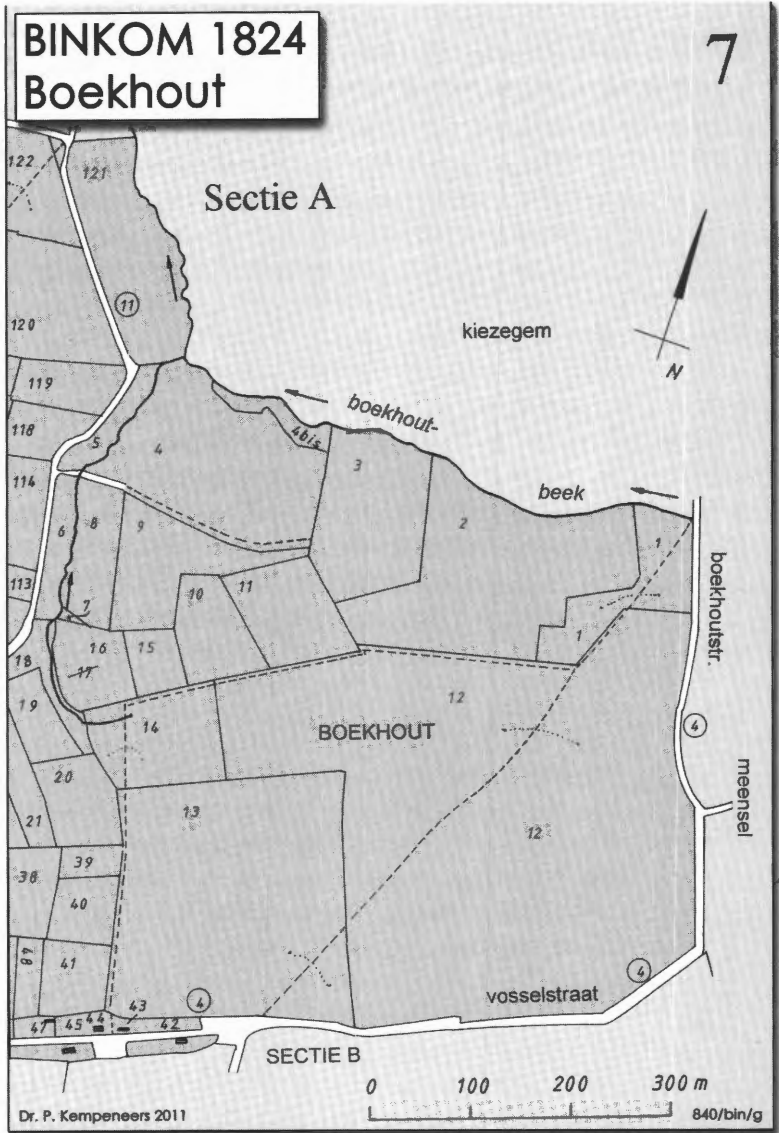 BINKOM 1824
Boekhout
7
122
121
Sectie A
11
120
kiezegem
N
119
boekhout-
118
5
4
4bis
3
114
beek
2
6
8
9
1
boekhoutstr.
113
7
10
11
16
15
1
17
18
19
14
12
BOEKHOUT
4
20
meensel
21
13
12
39
38
40
48
41
4
43
4
vosselstraat
47
45
44
42
SECTIE B
0 100 200 300 m
Dr. P. Kempeneers 2011
840/bin/g